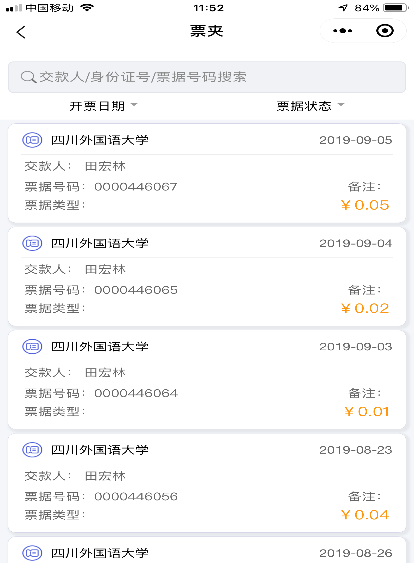 中国移动 11:52 84%
票夹
交款人/身份证号/票据号码搜索
开票日期 票据状态
四川外国语大学 2019-09-05
交款人： 田宏林
票据号码：0000446067 备注：
票据类型： ￥0.05
四川外国语大学 2019-09-04
交款人： 田宏林
票据号码：0000446065 备注：
票据类型： ￥0.02
四川外国语大学 2019-09-03
交款人： 田宏林
票据号码：0000446064 备注：
票据类型： ￥0.01
四川外国语大学 2019-08-23
交款人： 田宏林
票据号码：0000446056 备注：
票据类型： ￥0.04
四川外国语大学 2019-08-26